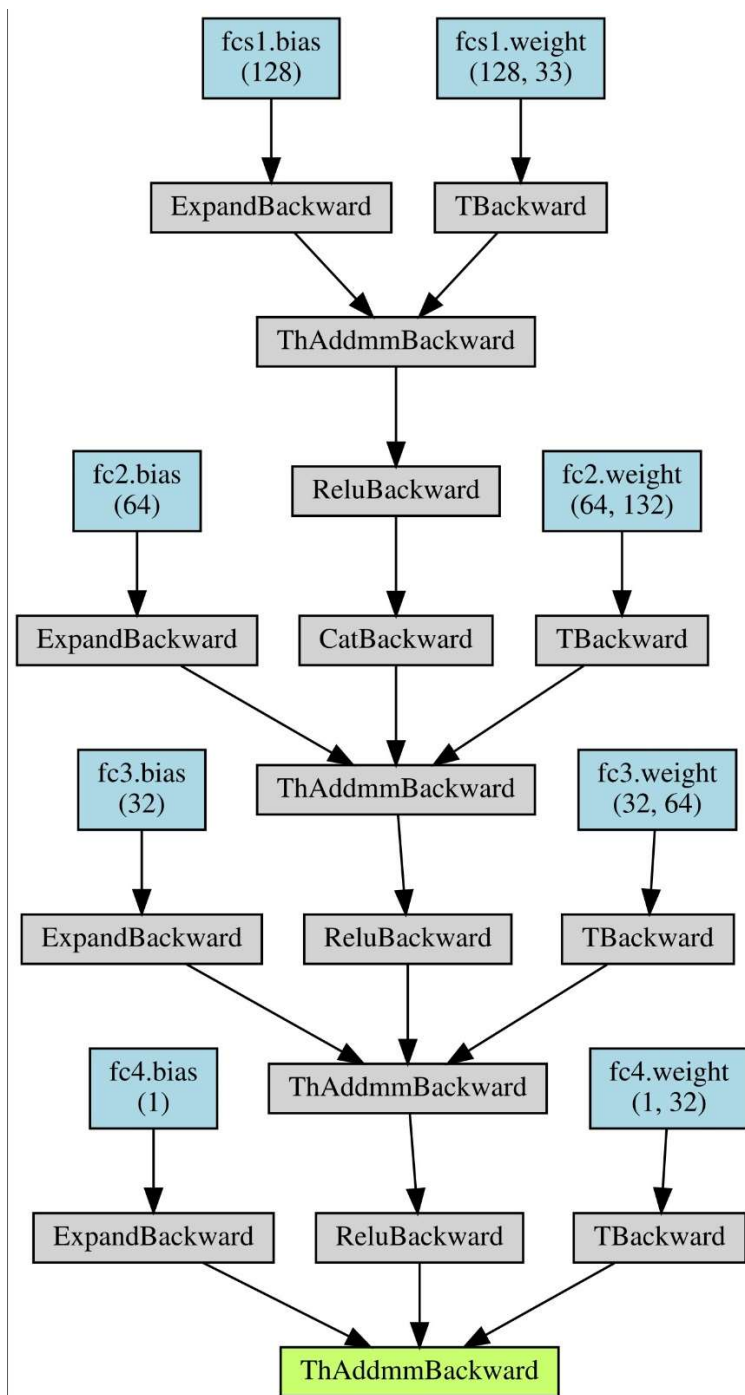 fcs1.bias
(128)
fcs1.weight
(128, 33)
ExpandBackward
TBackward
ThAddmmBackward
fc2.bias
(64)
ReluBackward
fc2.weight
(64, 132)
ExpandBackward
CatBackward
TBackward
fc3.bias
(32)
ThAddmmBackward
fc3.weight
(32, 64)
ExpandBackward
ReluBackward
TBackward
fc4.bias
(1)
ThAddmmBackward
fc4.weight
(1, 32)
ExpandBackward
ReluBackward
TBackward
ThAddmmBackward